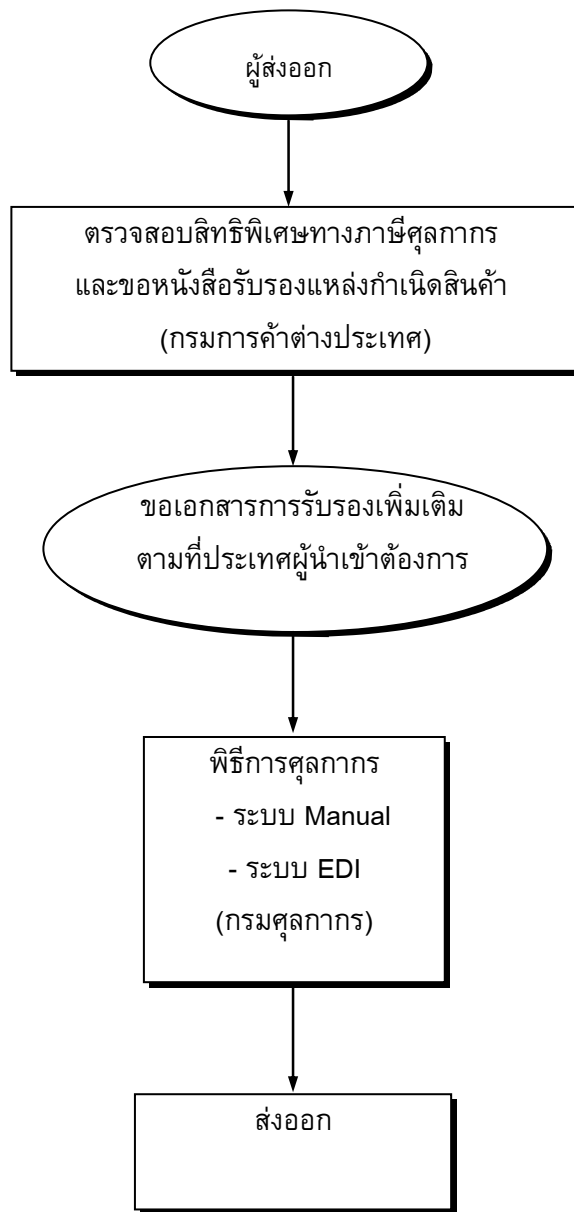 ผู้ส่งออก
ตรวจสอบสิทธิพิเศษทางภาษีศุลกากร
และขอหนังสือรับรองแหล่งกำเนิดสินค้า
(กรมการค้าต่างประเทศ)
ขอเอกสารการรับรองเพิ่มเติม
ตามที่ประเทศผู้นำเข้าต้องการ
พิธีการศุลกากร
- ระบบ Manual
- ระบบ EDI
(กรมศุลกากร)
ส่งออก